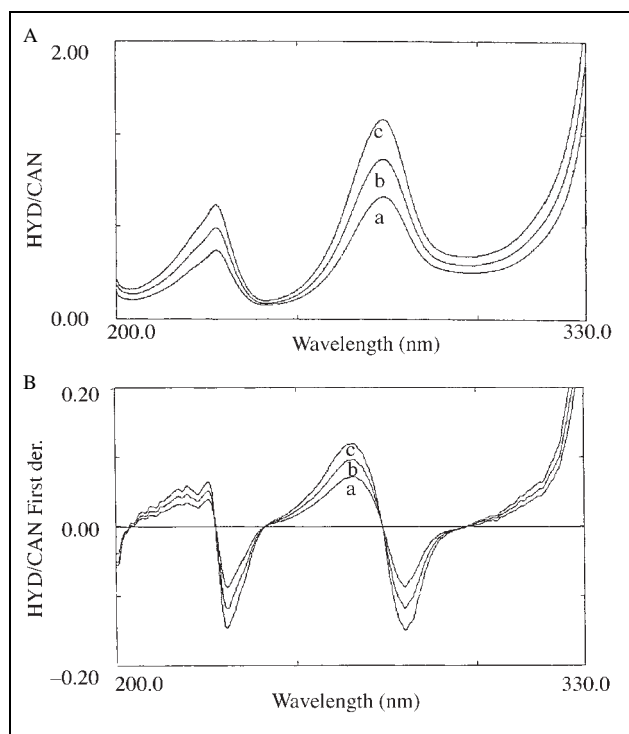 A
2.00
HYD/CAN
c
b
a
0.00
200.0
330.0
Wavelength (nm)
B
0.20
HYD/CAN First der.
c
b
a
0.00
–0.20
200.0
330.0
Wavelength (nm)